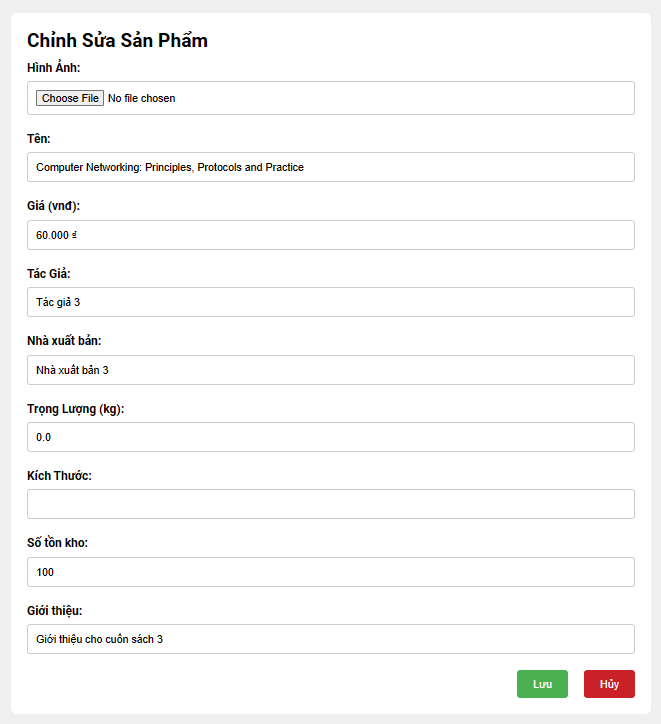 Chỉnh Sửa Sản Phẩm
Hình Ảnh:
Choose File No file chosen
Tên:
Computer Networking: Principles, Protocols and Practice
Giá (vnđ):
60.000 ₫
Tác Giả:
Tác giả 3
Nhà xuất bản:
Nhà xuất bản 3
Trọng Lượng (kg):
0.0
Kích Thước:
Số tồn kho:
100
Giới thiệu:
Giới thiệu cho cuốn sách 3
Lưu Hủy